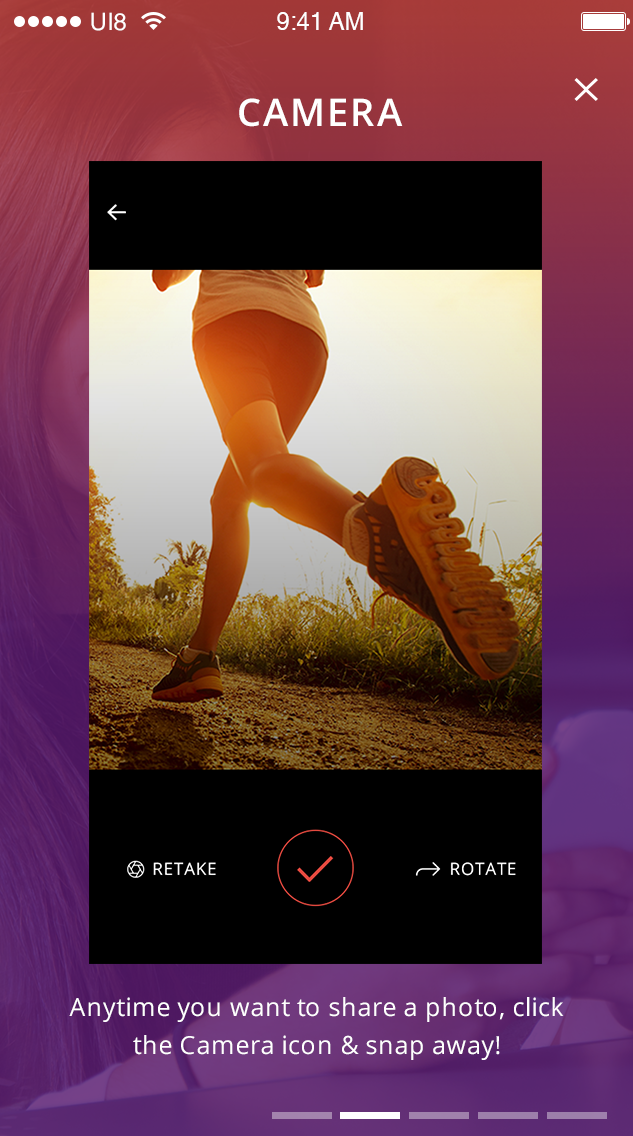 UI8 9:41 AM
CAMERA
RETAKE ROTATE
Anytime you want to share a photo, click
the Camera icon & snap away!